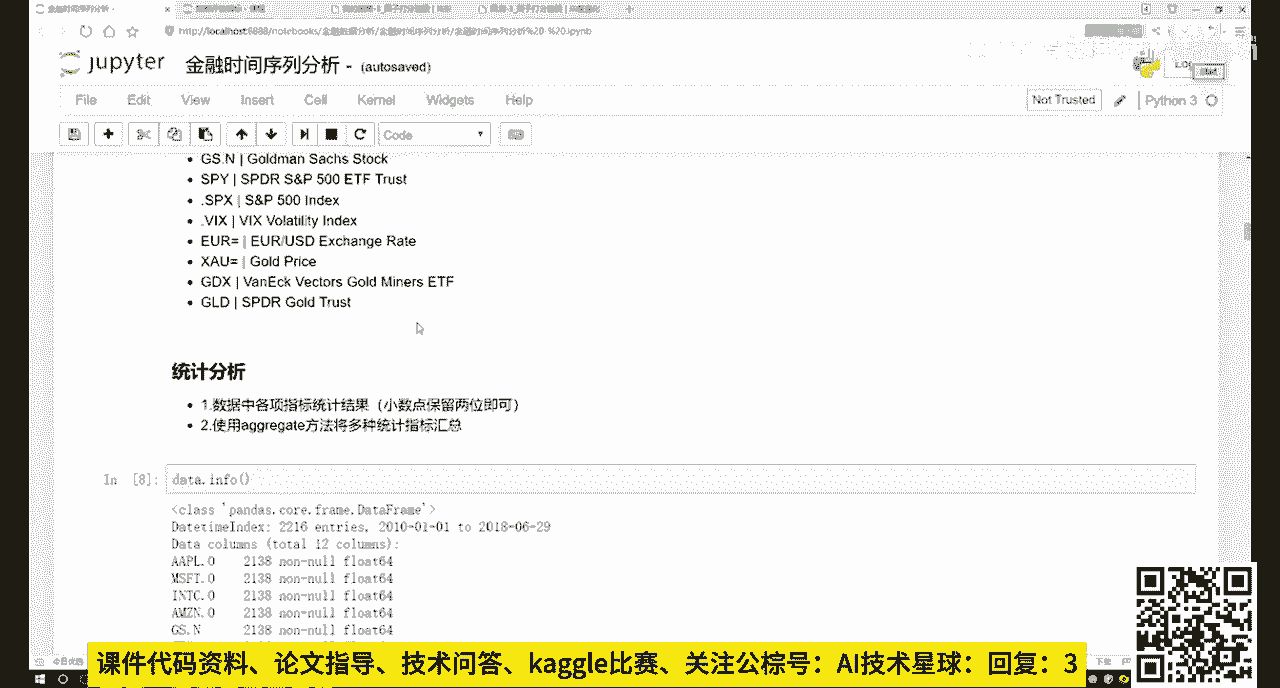 http://localhost:8888/notebooks/金融数据分析/金融时间序列分析/金融时间序列分析%20-%20.ipynb
jupyter 金融时间序列分析 - (autosaved)
File Edit View Insert Cell Kernel Widgets Help
Not Trusted
Python 3
Code
GS.N | Goldman Sachs Stock
SPY | SPDR S&P 500 ETF Trust
.SPX | S&P 500 Index
.VIX | VIX Volatility Index
EUR= | EUR/USD Exchange Rate
XAU= | Gold Price
GDX | VanEck Vectors Gold Miners ETF
GLD | SPDR Gold Trust
统计分析
1.数据中各项指标统计结果（小数点保留两位即可）
2.使用aggregate方法将多种统计指标汇总
In [8]: data.info()
<class 'pandas.core.frame.DataFrame'>
DatetimeIndex: 2216 entries, 2010-01-01 to 2018-06-29
Data columns (total 12 columns):
AAPL.O 2138 non-null float64
MSFT.O 2138 non-null float64
INTC.O 2138 non-null float64
AMZN.O 2138 non-null float64
GS.N 2138 non-null float64
课件代码资料、论文指导、技术问答、kaggle比赛、关注公棕号：AI技术星球：回复：3